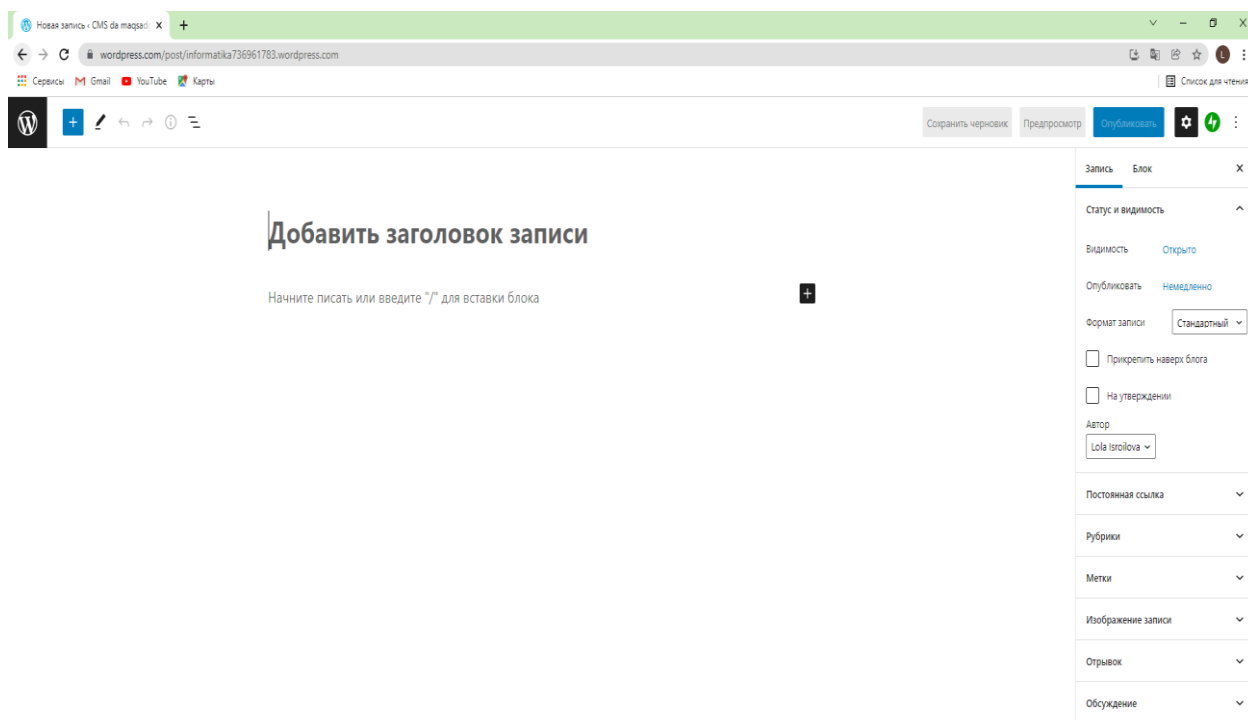 Новая запись ‹ CMS da maqsad
wordpress.com/post/informatika736961783.wordpress.com
L
Сервисы Gmail YouTube Карты
Список для чтения
Сохранить черновик Предпросмотр Опубликовать
Запись Блок
Статус и видимость
Добавить заголовок записи
Видимость Открыто
Опубликовать Немедленно
Начните писать или введите "/" для вставки блока
Формат записи Стандартный
Прикрепить наверх блога
На утверждении
Автор
Lola Isroilova
Постоянная ссылка
Рубрики
Метки
Изображение записи
Отрывок
Обсуждение